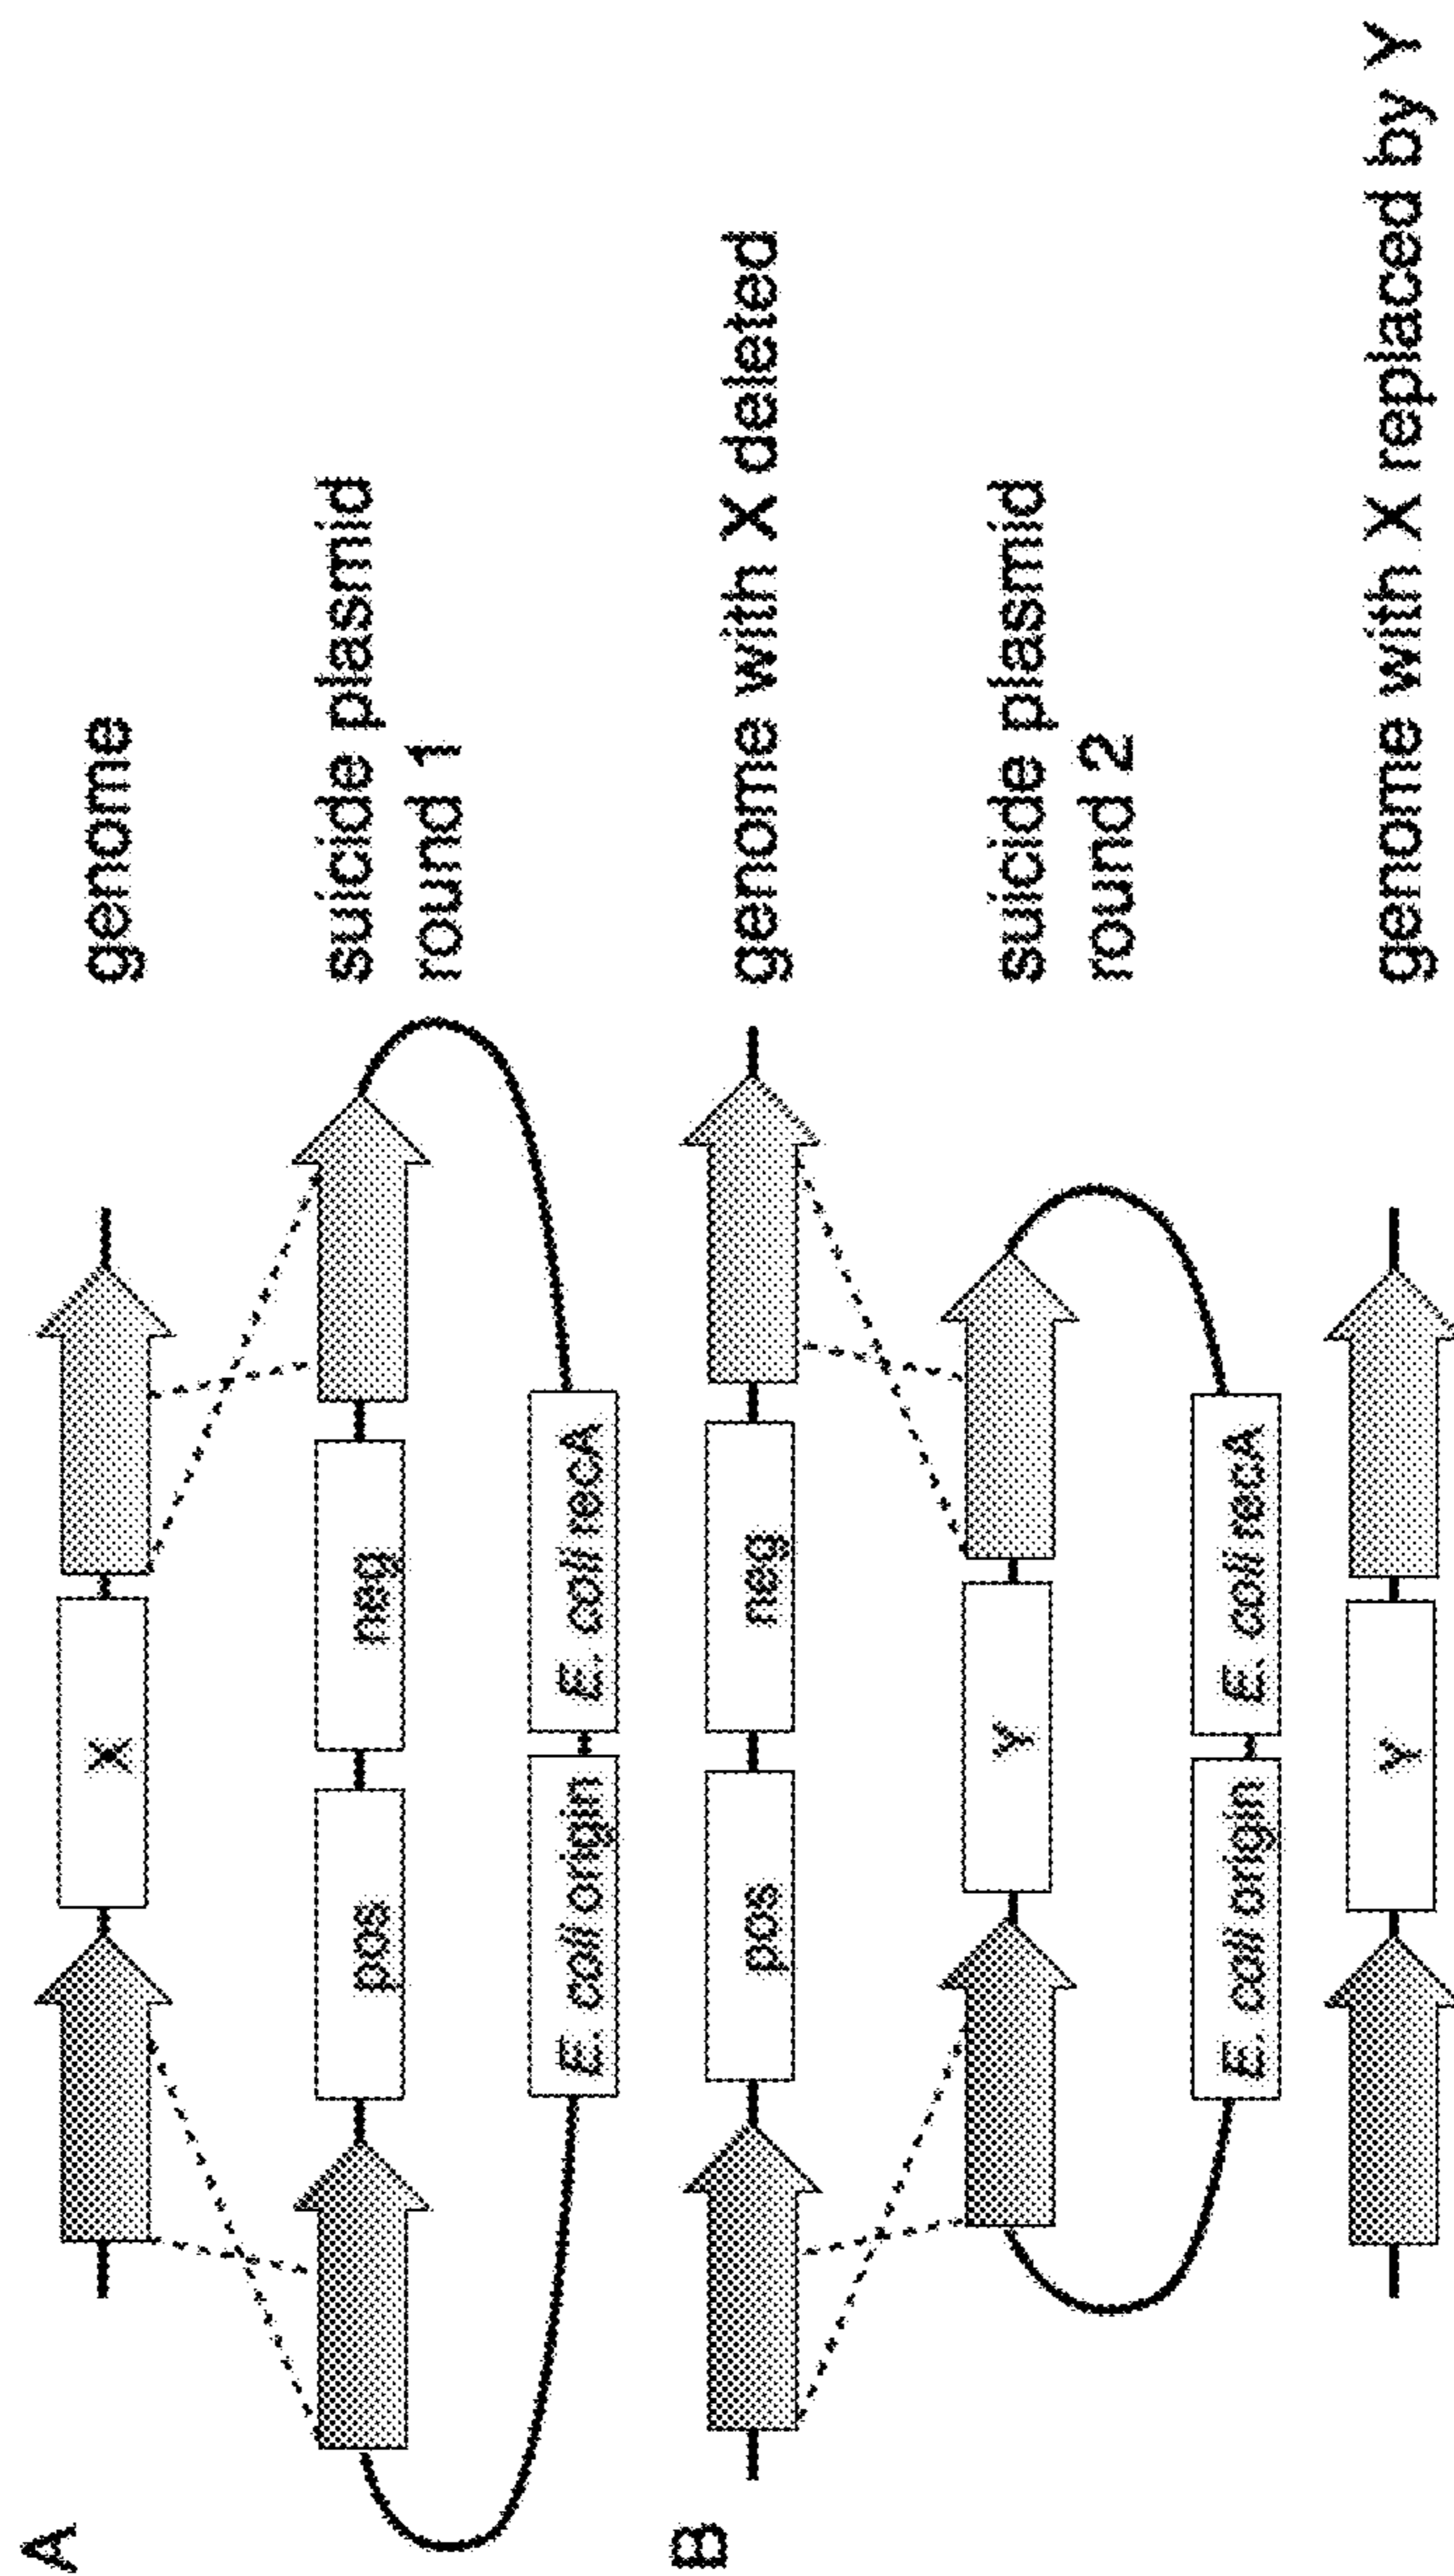 A
genome
X
suicide plasmid
round 1
pos
neg
E. coli origin
E. coli recA
B
genome with X deleted
pos
neg
suicide plasmid
round 2
Y
E. coli origin
E. coli recA
genome with X replaced by Y
Y